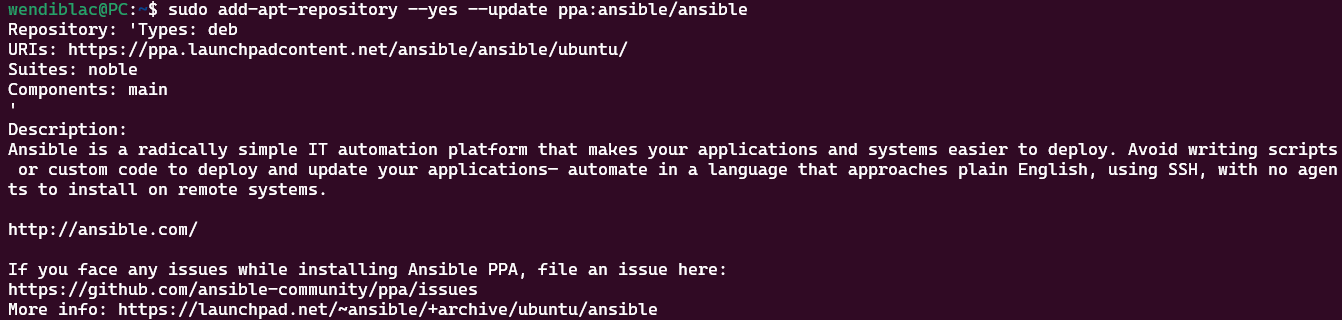 wendiblac@PC:~$ sudo add-apt-repository --yes --update ppa:ansible/ansible
Repository: 'Types: deb
URIs: https://ppa.launchpadcontent.net/ansible/ansible/ubuntu/
Suites: noble
Components: main
'
Description:
Ansible is a radically simple IT automation platform that makes your applications and systems easier to deploy. Avoid writing scripts
 or custom code to deploy and update your applications— automate in a language that approaches plain English, using SSH, with no agen
ts to install on remote systems.

http://ansible.com/

If you face any issues while installing Ansible PPA, file an issue here:
https://github.com/ansible-community/ppa/issues
More info: https://launchpad.net/~ansible/+archive/ubuntu/ansible